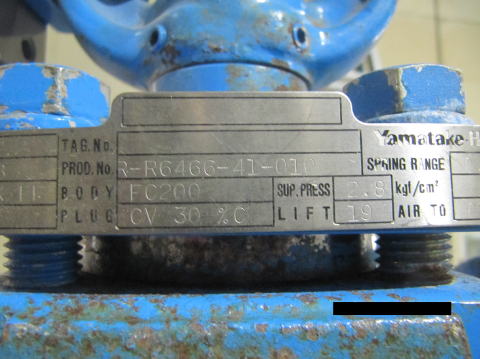 Yamatake-H
TAG.No.
PROD.No. R-R6466-41-010 SPRING RANGE
BODY FC200 SUP.PRESS 2.8 kgf/cm²
PLUG CV 30 %C LIFT 19 AIR TO